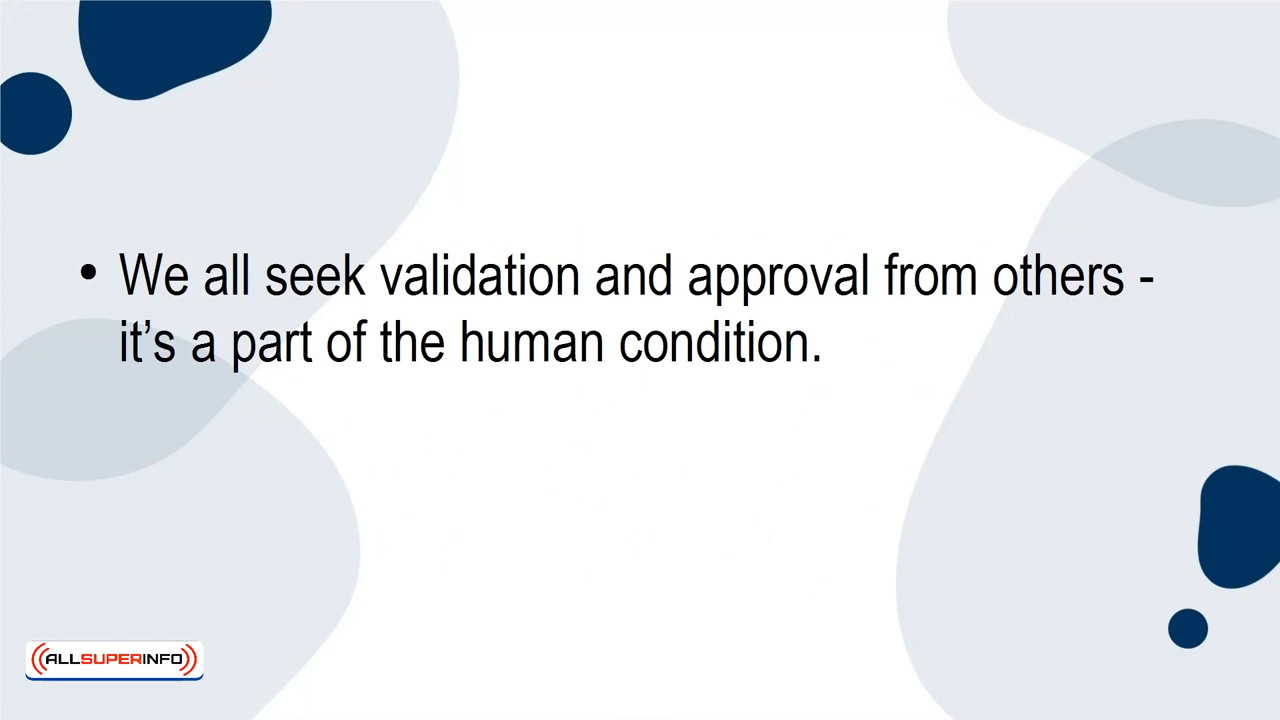 • We all seek validation and approval from others -
it’s a part of the human condition.
ALLSUPERINFO